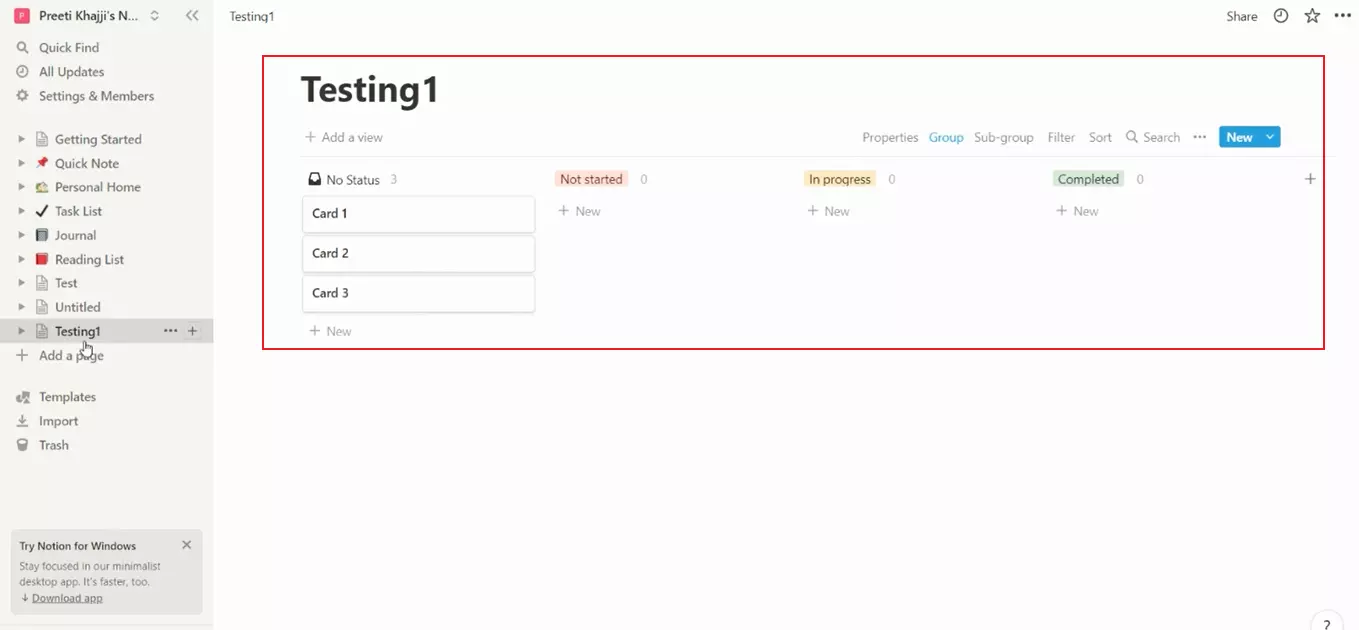 P Preeti Khajji's N...
Testing1
Share
Quick Find
All Updates
Settings & Members
Getting Started
Quick Note
Personal Home
Task List
Journal
Reading List
Test
Untitled
Testing1
Add a page
Templates
Import
Trash
Try Notion for Windows
Stay focused in our minimalist
desktop app. It's faster, too.
↓ Download app
Testing1
+ Add a view
Properties Group Sub-group Filter Sort Search ... New
No Status 3
Card 1
Card 2
Card 3
+ New
Not started 0
+ New
In progress 0
+ New
Completed 0
+ New
?